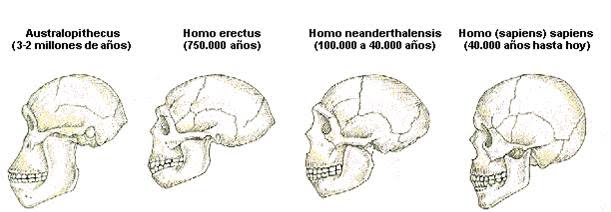 Australopithecus
(3-2 millones de años)
Homo erectus
(750.000 años)
Homo neanderthalensis
(100.000 a 40.000 años)
Homo (sapiens) sapiens
(40.000 años hasta hoy)